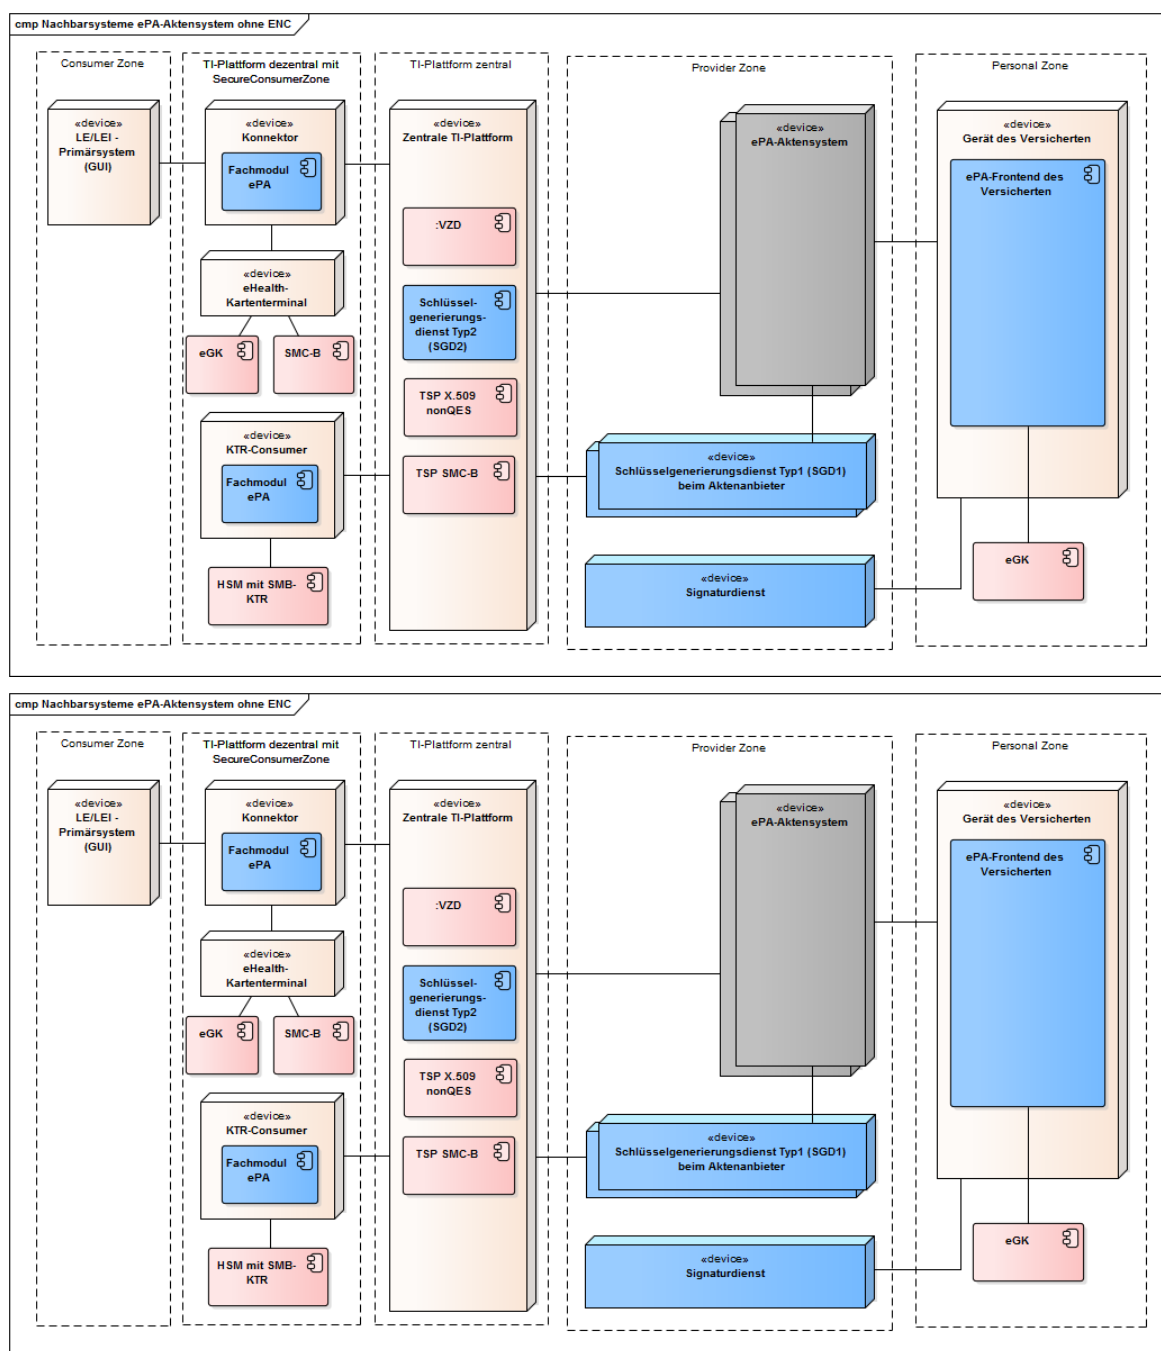 cmp Nachbarsysteme ePA-Aktensystem ohne ENC
Consumer Zone
«device»
LE/LEI -
Primärsystem
(GUI)
TI-Plattform dezentral mit
SecureConsumerZone
«device»
Konnektor
Fachmodul
ePA
«device»
eHealth-
Kartenterminal
eGK
SMC-B
«device»
KTR-Consumer
Fachmodul
ePA
HSM mit SMB-
KTR
TI-Plattform zentral
«device»
Zentrale TI-Plattform
:VZD
Schlüssel-
generierungs-
dienst Typ2
(SGD2)
TSP X.509
nonQES
TSP SMC-B
Provider Zone
«device»
ePA-Aktensystem
«device»
Schlüsselgenerierungsdienst Typ1 (SGD1)
beim Aktenanbieter
«device»
Signaturdienst
Personal Zone
«device»
Gerät des Versicherten
ePA-Frontend des
Versicherten
eGK
cmp Nachbarsysteme ePA-Aktensystem ohne ENC
Consumer Zone
«device»
LE/LEI -
Primärsystem
(GUI)
TI-Plattform dezentral mit
SecureConsumerZone
«device»
Konnektor
Fachmodul
ePA
«device»
eHealth-
Kartenterminal
eGK
SMC-B
«device»
KTR-Consumer
Fachmodul
ePA
HSM mit SMB-
KTR
TI-Plattform zentral
«device»
Zentrale TI-Plattform
:VZD
Schlüssel-
generierungs-
dienst Typ2
(SGD2)
TSP X.509
nonQES
TSP SMC-B
Provider Zone
«device»
ePA-Aktensystem
«device»
Schlüsselgenerierungsdienst Typ1 (SGD1)
beim Aktenanbieter
«device»
Signaturdienst
Personal Zone
«device»
Gerät des Versicherten
ePA-Frontend des
Versicherten
eGK